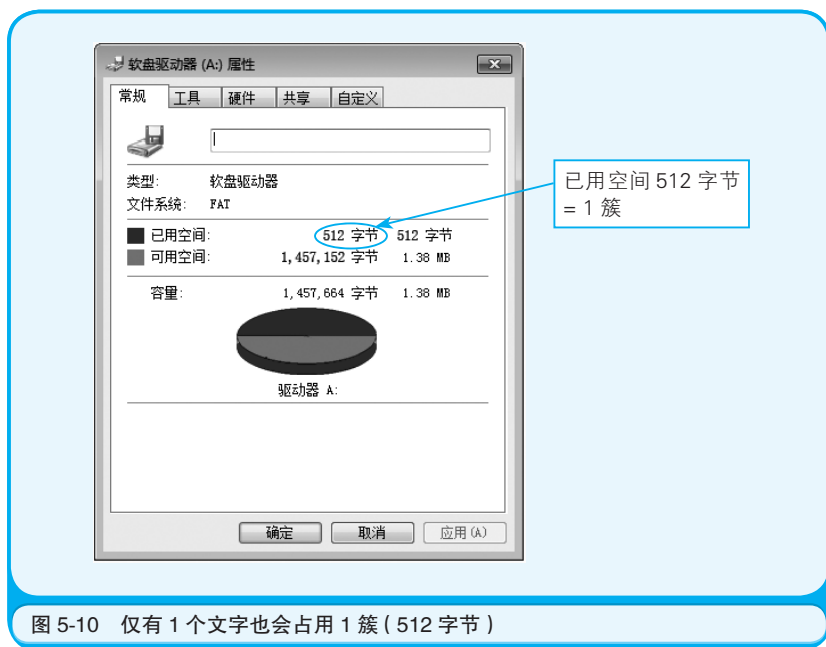 软盘驱动器 (A:) 属性
常规 工具 硬件 共享 自定义
类型: 软盘驱动器
文件系统: FAT
已用空间: 512 字节 512 字节
可用空间: 1,457,152 字节 1.38 MB
容量: 1,457,664 字节 1.38 MB
驱动器 A:
确定 取消 应用(A)
已用空间 512 字节
= 1 簇
图 5-10 仅有 1 个文字也会占用 1 簇(512 字节)